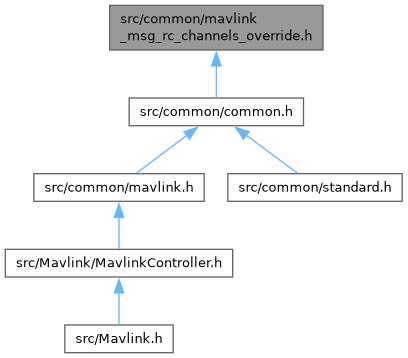 src/common/mavlink
_msg_rc_channels_override.h
src/common/common.h
src/common/mavlink.h
src/common/standard.h
src/Mavlink/MavlinkController.h
src/Mavlink.h